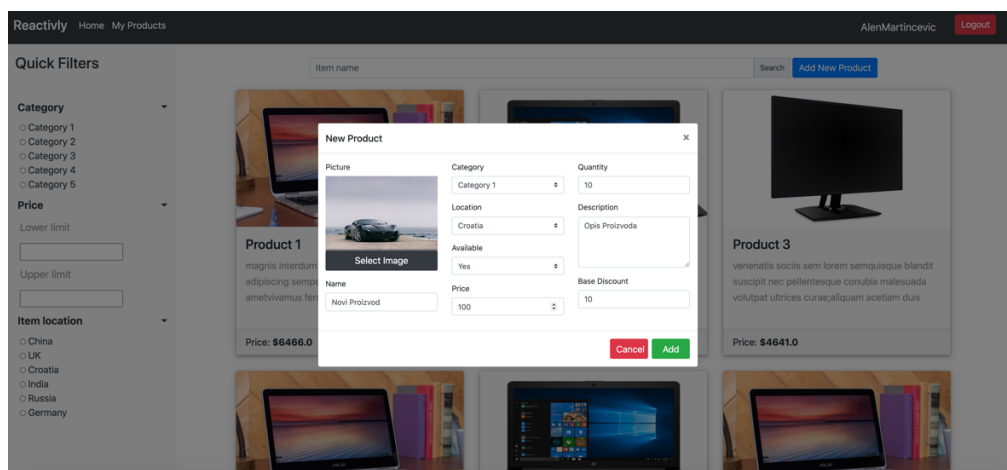 Reactivly Home My Products AlenMartincevic Logout
Quick Filters
Item name Search Add New Product
Category
Category 1
Category 2
Category 3
Category 4
Category 5
Price
Lower limit
Upper limit
Item location
China
UK
Croatia
India
Russia
Germany
New Product ×
Picture
Select Image
Name
Novi Proizvod
Category
Category 1
Location
Croatia
Available
Yes
Price
100
Quantity
10
Description
Opis Proizvoda
Base Discount
10
Cancel Add
Product 1
magnis interdum
adipiscing sempe
ametvivamus fer
Price: $6466.0
Product 3
venenatis sociis sem lorem semquisque blandit
suscipit nec pellentesque conubia malesuada
volutpat ultrices curae;aliquam acetiam duis
Price: $4641.0